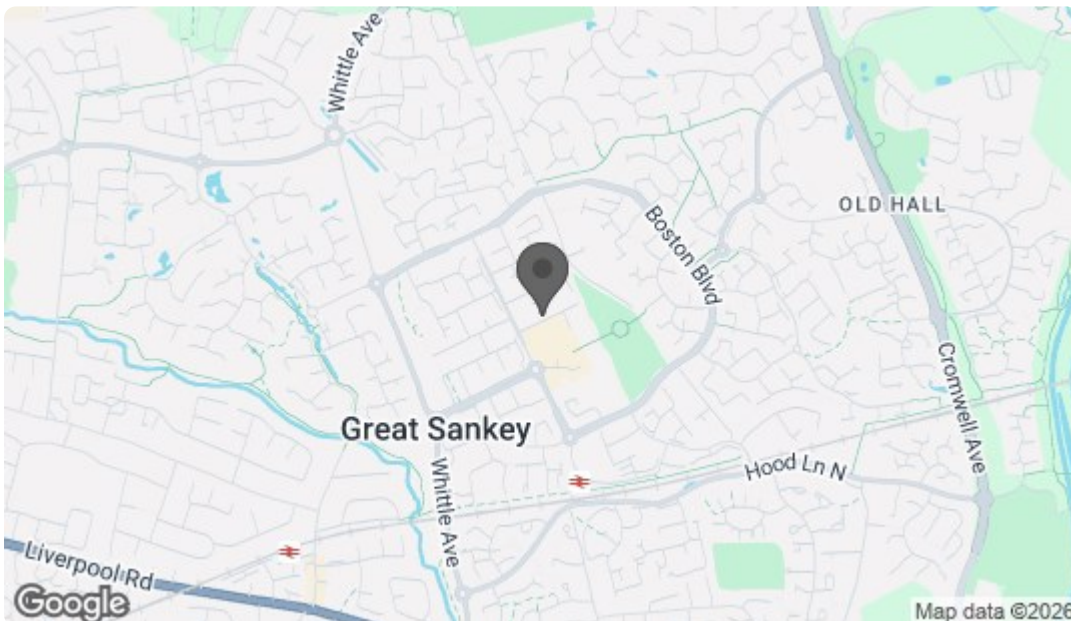 Whittle Ave
OLD HALL
Boston Blvd
Great Sankey
Cromwell Ave
Whittle Ave
Hood Ln N
Liverpool Rd
Google
Map data ©2026